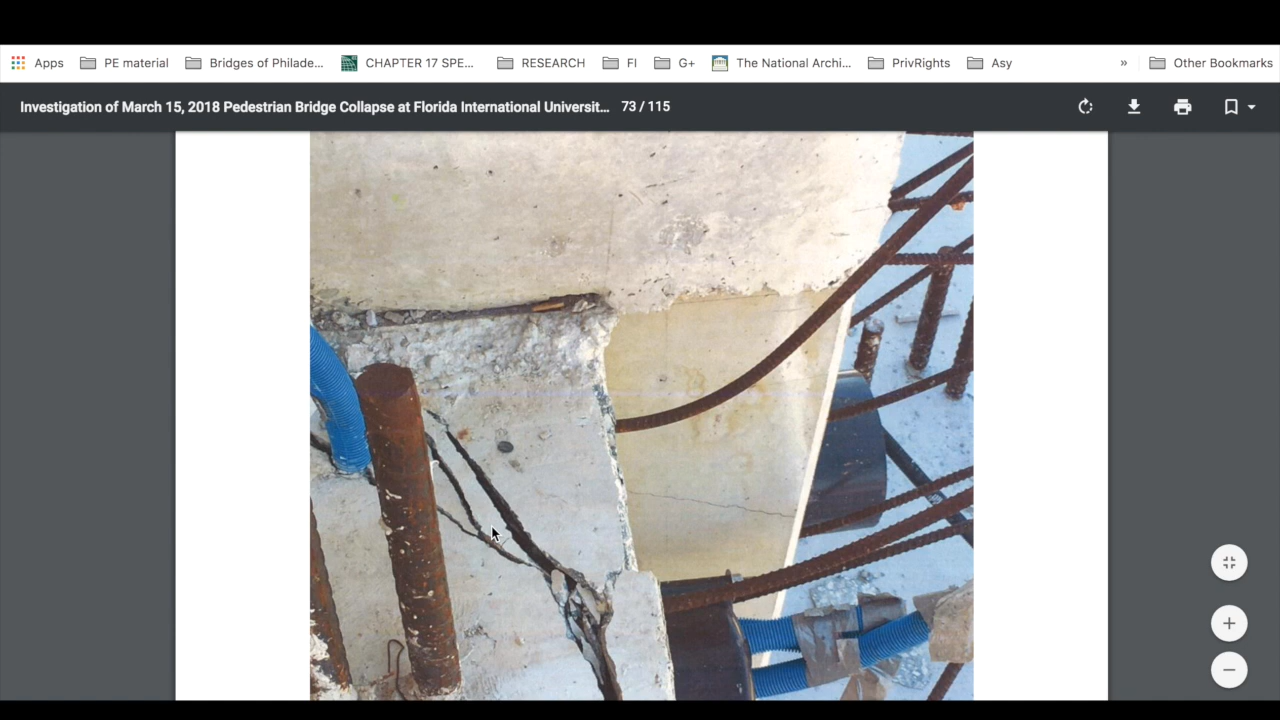 Apps PE material Bridges of Philade... CHAPTER 17 SPE... RESEARCH FI G+ The National Archi... PrivRights Asy » Other Bookmarks
Investigation of March 15, 2018 Pedestrian Bridge Collapse at Florida International Universit... 73 / 115